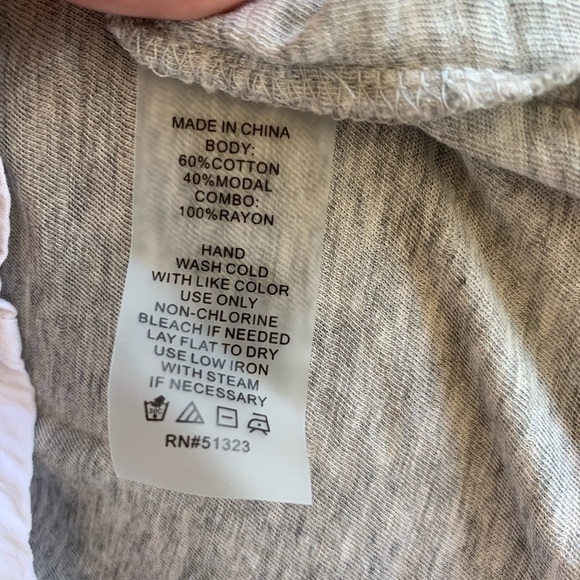 MADE IN CHINA
BODY:
60%COTTON
40%MODAL
COMBO:
100%RAYON
HAND
WASH COLD
WITH LIKE COLOR
USE ONLY
NON-CHLORINE
BLEACH IF NEEDED
LAY FLAT TO DRY
USE LOW IRON
WITH STEAM
IF NECESSARY
RN#51323